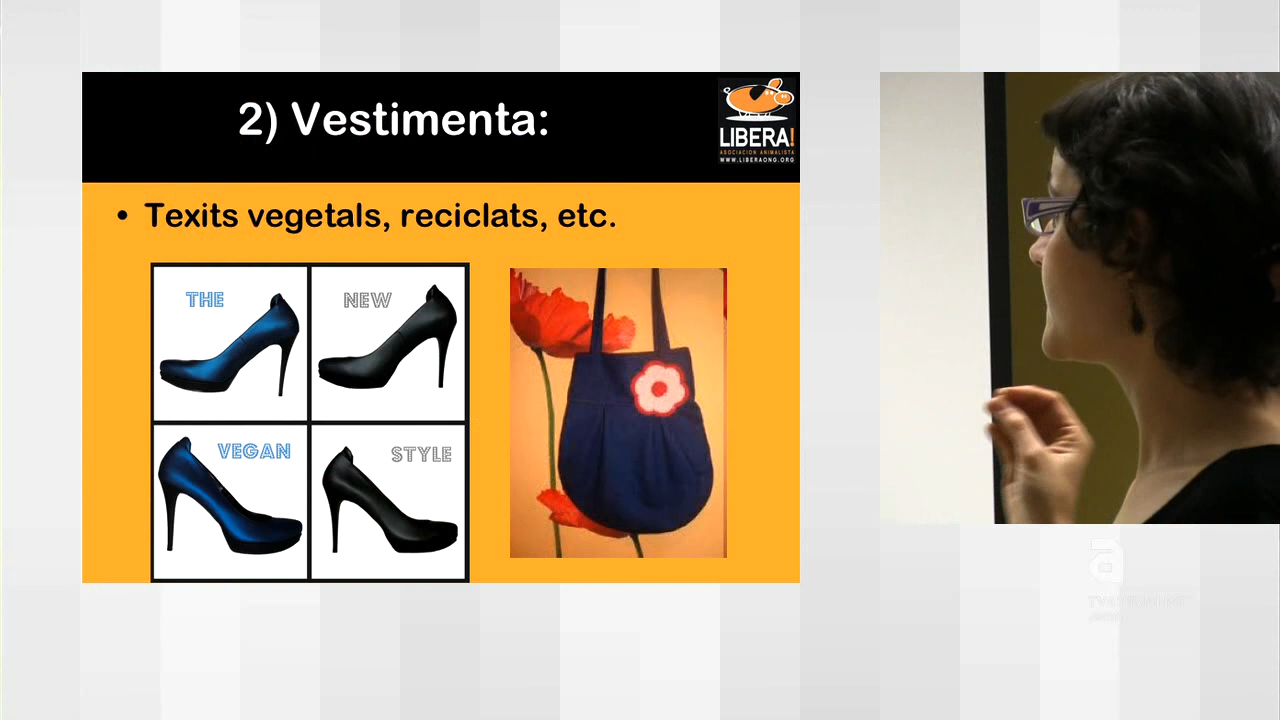 2) Vestimenta:
LIBERA!
ASOCIACION ANIMALISTA
WWW.LIBERAONG.ORG
• Texits vegetals, reciclats, etc.
THE
NEW
VEGAN
STYLE